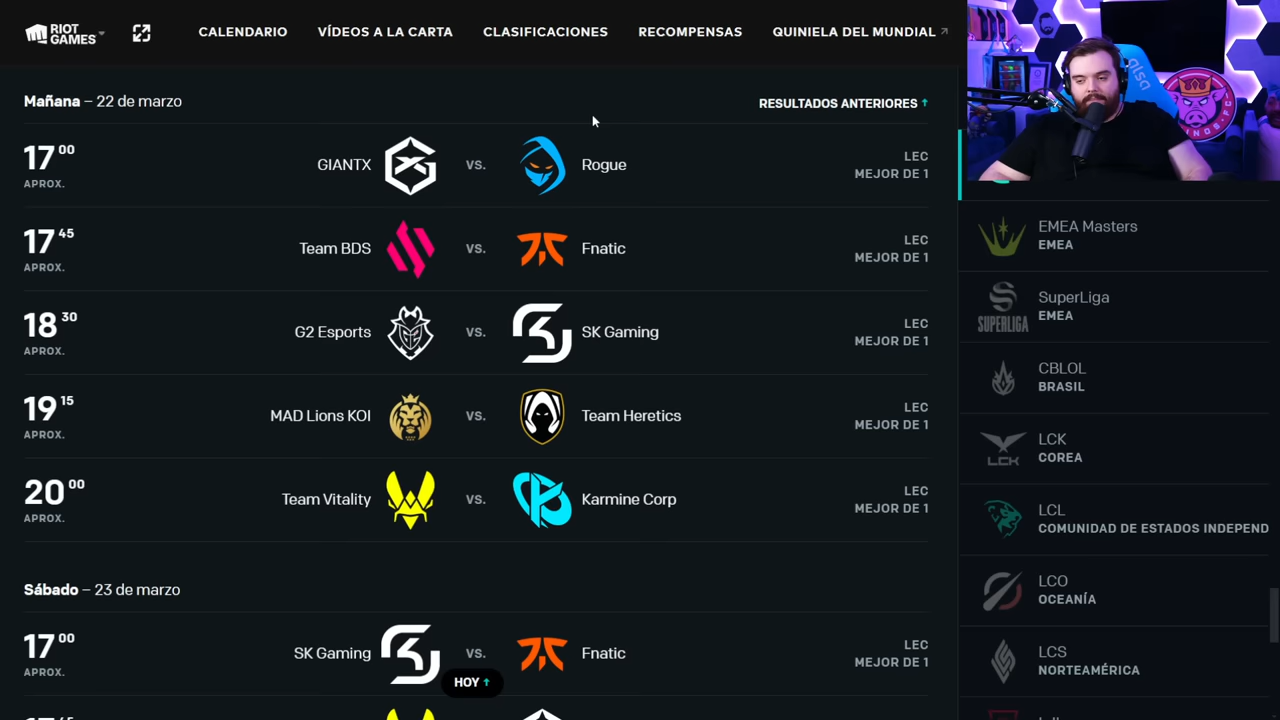 RIOT GAMES
CALENDARIO
VÍDEOS A LA CARTA
CLASIFICACIONES
RECOMPENSAS
QUINIELA DEL MUNDIAL
Mañana – 22 de marzo
RESULTADOS ANTERIORES
17 00
APROX.
GIANTX
VS.
Rogue
LEC
MEJOR DE 1
17 45
APROX.
Team BDS
VS.
Fnatic
LEC
MEJOR DE 1
18 30
APROX.
G2 Esports
VS.
SK Gaming
LEC
MEJOR DE 1
19 15
APROX.
MAD Lions KOI
VS.
Team Heretics
LEC
MEJOR DE 1
20 00
APROX.
Team Vitality
VS.
Karmine Corp
LEC
MEJOR DE 1
Sábado – 23 de marzo
17 00
APROX.
SK Gaming
VS.
Fnatic
LEC
MEJOR DE 1
HOY
EMEA Masters
EMEA
SUPERLIGA
SuperLiga
EMEA
CBLOL
BRASIL
LCK
LCK
COREA
LCL
COMUNIDAD DE ESTADOS INDEPEND
LCO
OCEANÍA
LCS
NORTEAMÉRICA